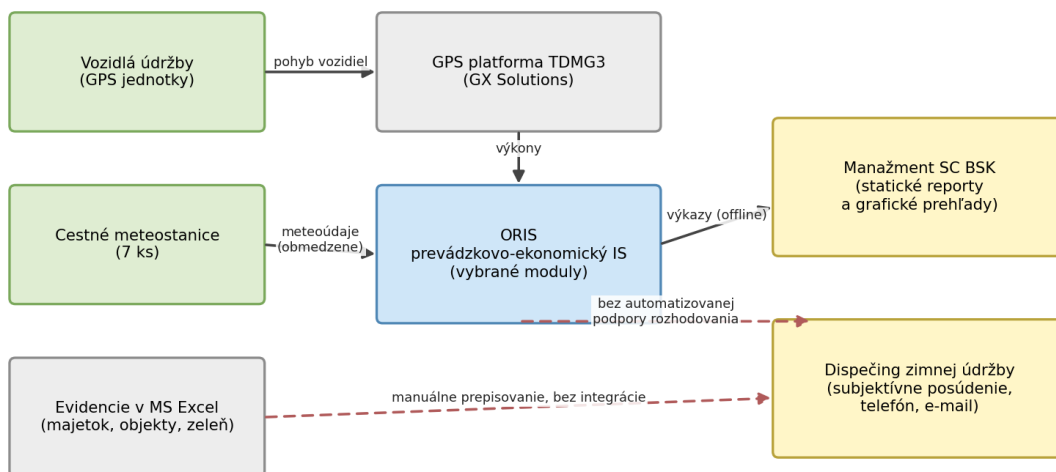 Vozidlá údržby
(GPS jednotky)
pohyb vozidiel
GPS platforma TDMG3
(GX Solutions)
výkony
Cestné meteostanice
(7 ks)
meteoúdaje
(obmedzene)
ORIS
prevádzkovo-ekonomický IS
(vybrané moduly)
výkazy (offline)
Manažment SC BSK
(statické reporty
a grafické prehľady)
bez automatizovanej
podpory rozhodovania
Evidencie v MS Excel
(majetok, objekty, zeleň)
manuálne prepisovanie, bez integrácie
Dispečing zimnej údržby
(subjektívne posúdenie,
telefón, e-mail)